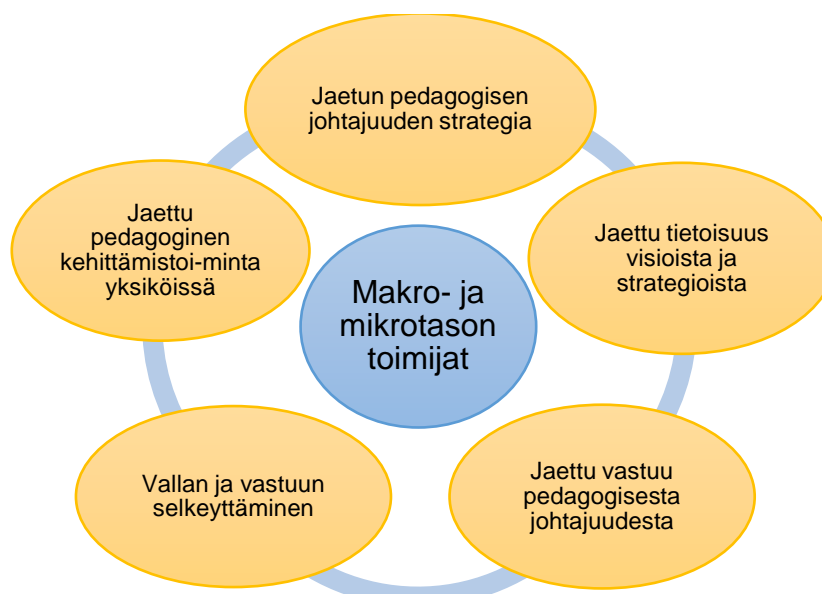 Jaetun pedagogisen
johtajuuden strategia
Jaettu
pedagoginen
kehittämistoi-minta
yksiköissä
Jaettu tietoisuus
visioista ja
strategioista
Makro- ja
mikrotason
toimijat
Vallan ja vastuun
selkeyttäminen
Jaettu vastuu
pedagogisesta
johtajuudesta